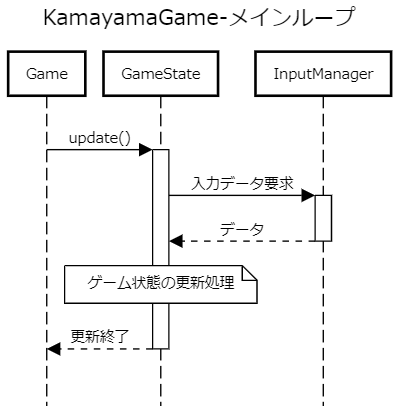 KamayamaGame-メインループ
Game
GameState
InputManager
update()
入力データ要求
データ
ゲーム状態の更新処理
更新終了